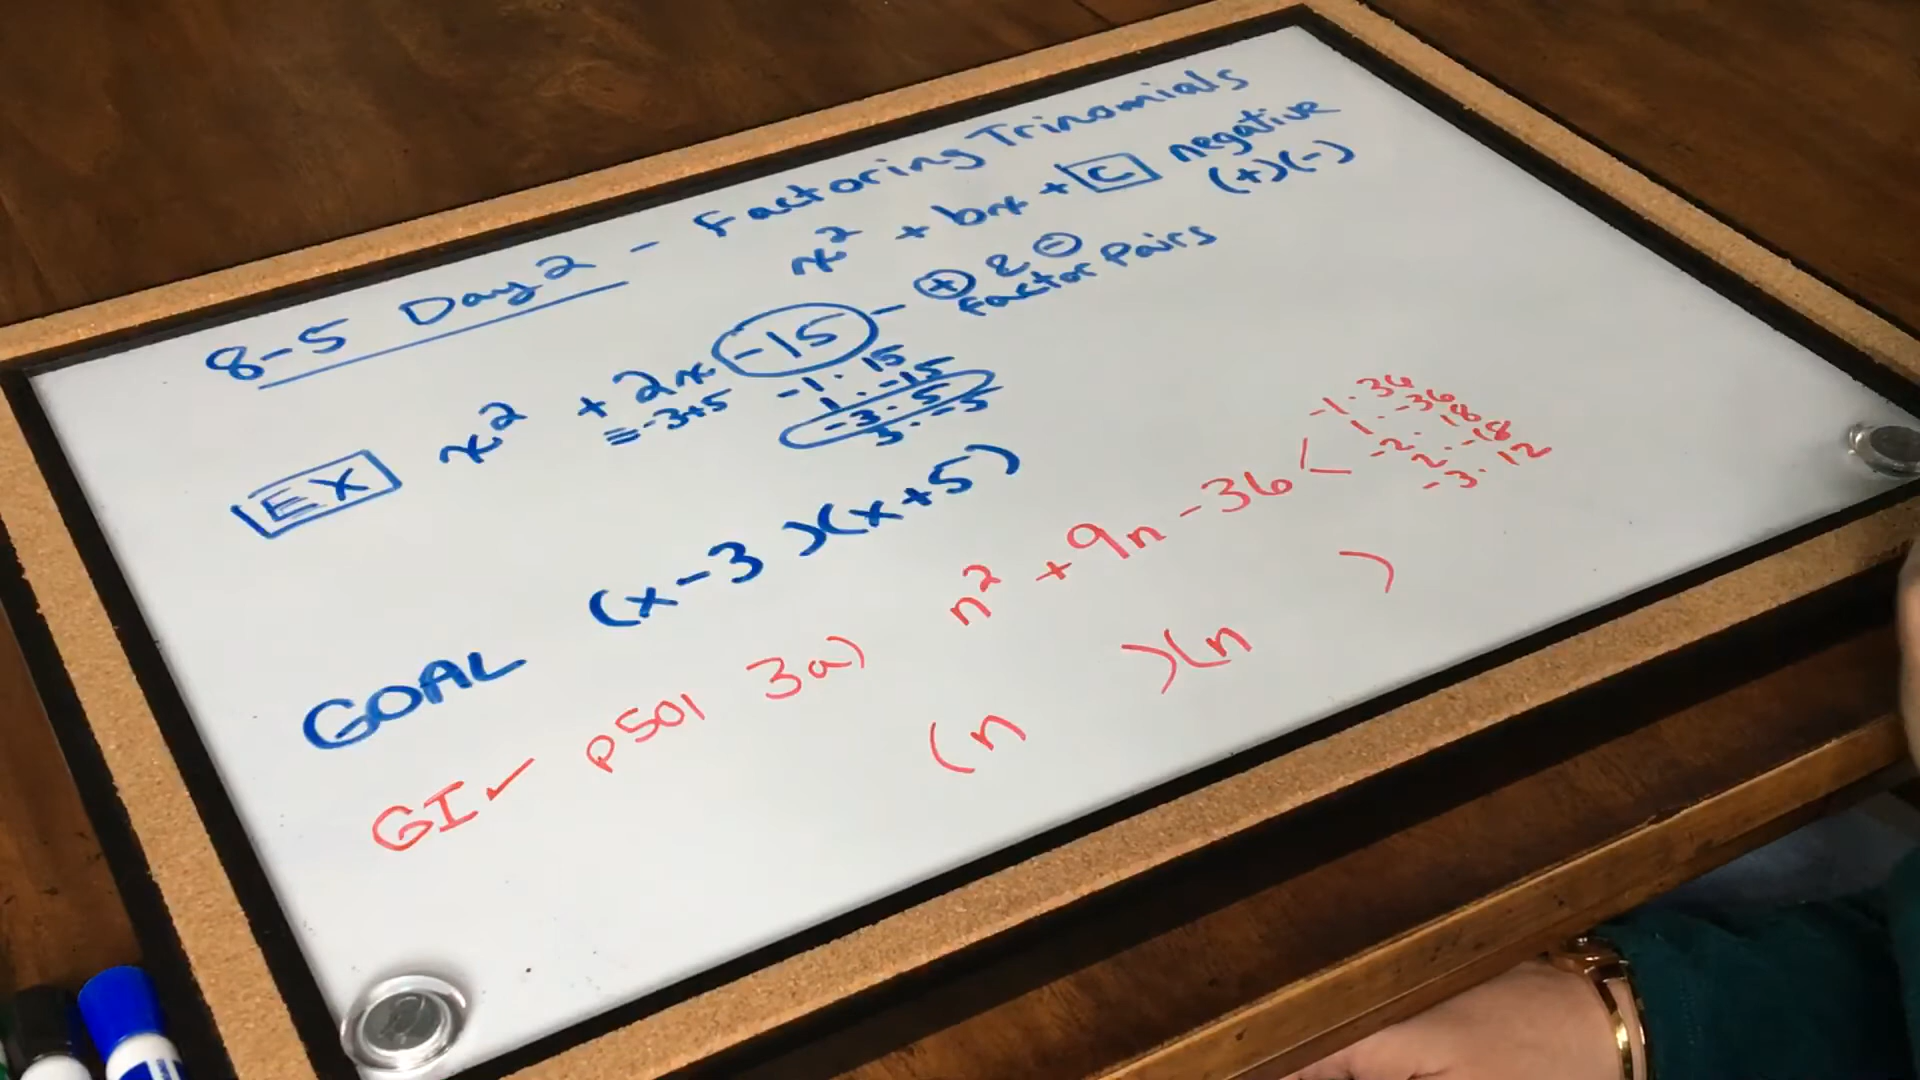 8-5 Day 2 - Factoring Trinomials
x² + bx + C negative
(+)(-)
EX x² + 2x -15 - + & -
factor pairs
= -3+5
-1 · 15
1 · -15
-3 · 5
3 · -5
GOAL (x-3)(x+5)
GI✓ p501 3a) n² + 9n - 36 <
-1 · 36
1 · -36
-2 · 18
2 · -18
-3 · 12
(n )(n )